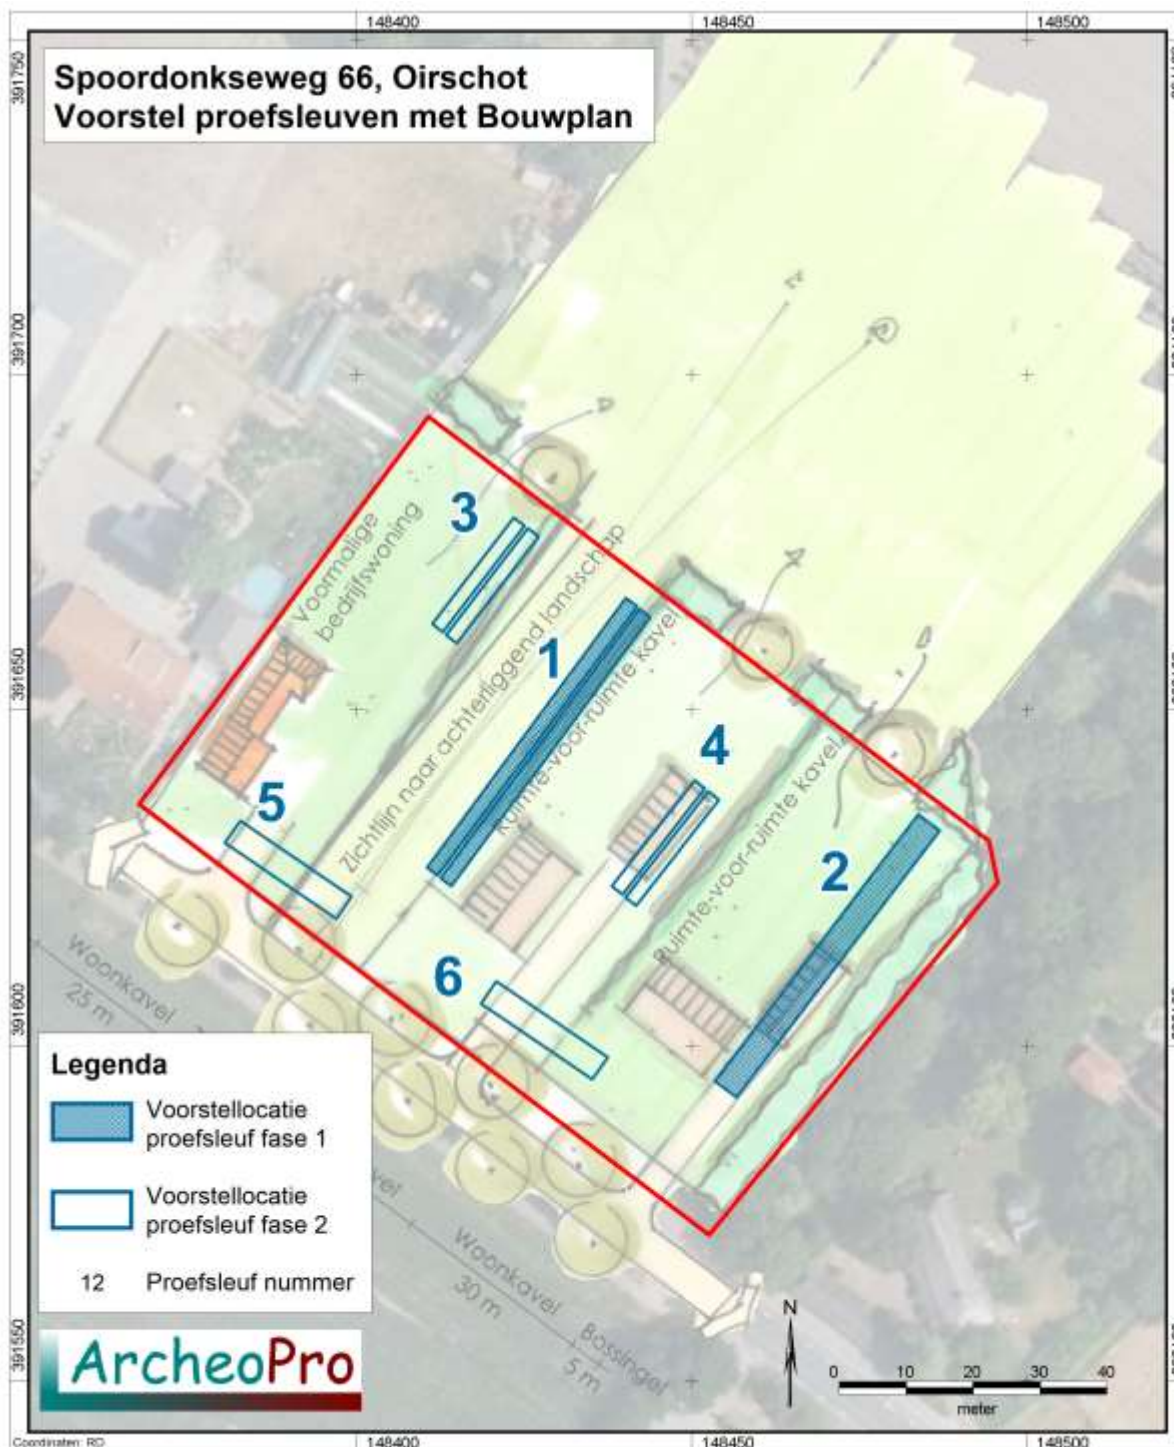 148400
148450
148500
391750
391700
391650
391600
391550
Spoordonkseweg 66, Oirschot
Voorstel proefsleuven met Bouwplan
3
Voormalige
bedrijfswoning
1
Zichtlijn naar achterliggend landschap
Ruimte-voor-ruimte kavel
4
Ruimte-voor-ruimte kavel
5
2
6
Woonkavel
25 m
Woonkavel
30 m
Bossingel
5 m
Legenda
Voorstellocatie
proefsleuf fase 1
Voorstellocatie
proefsleuf fase 2
12 Proefsleuf nummer
ArcheoPro
N
0 10 20 30 40
meter
Coordinaten: RD
148400
148450
148500